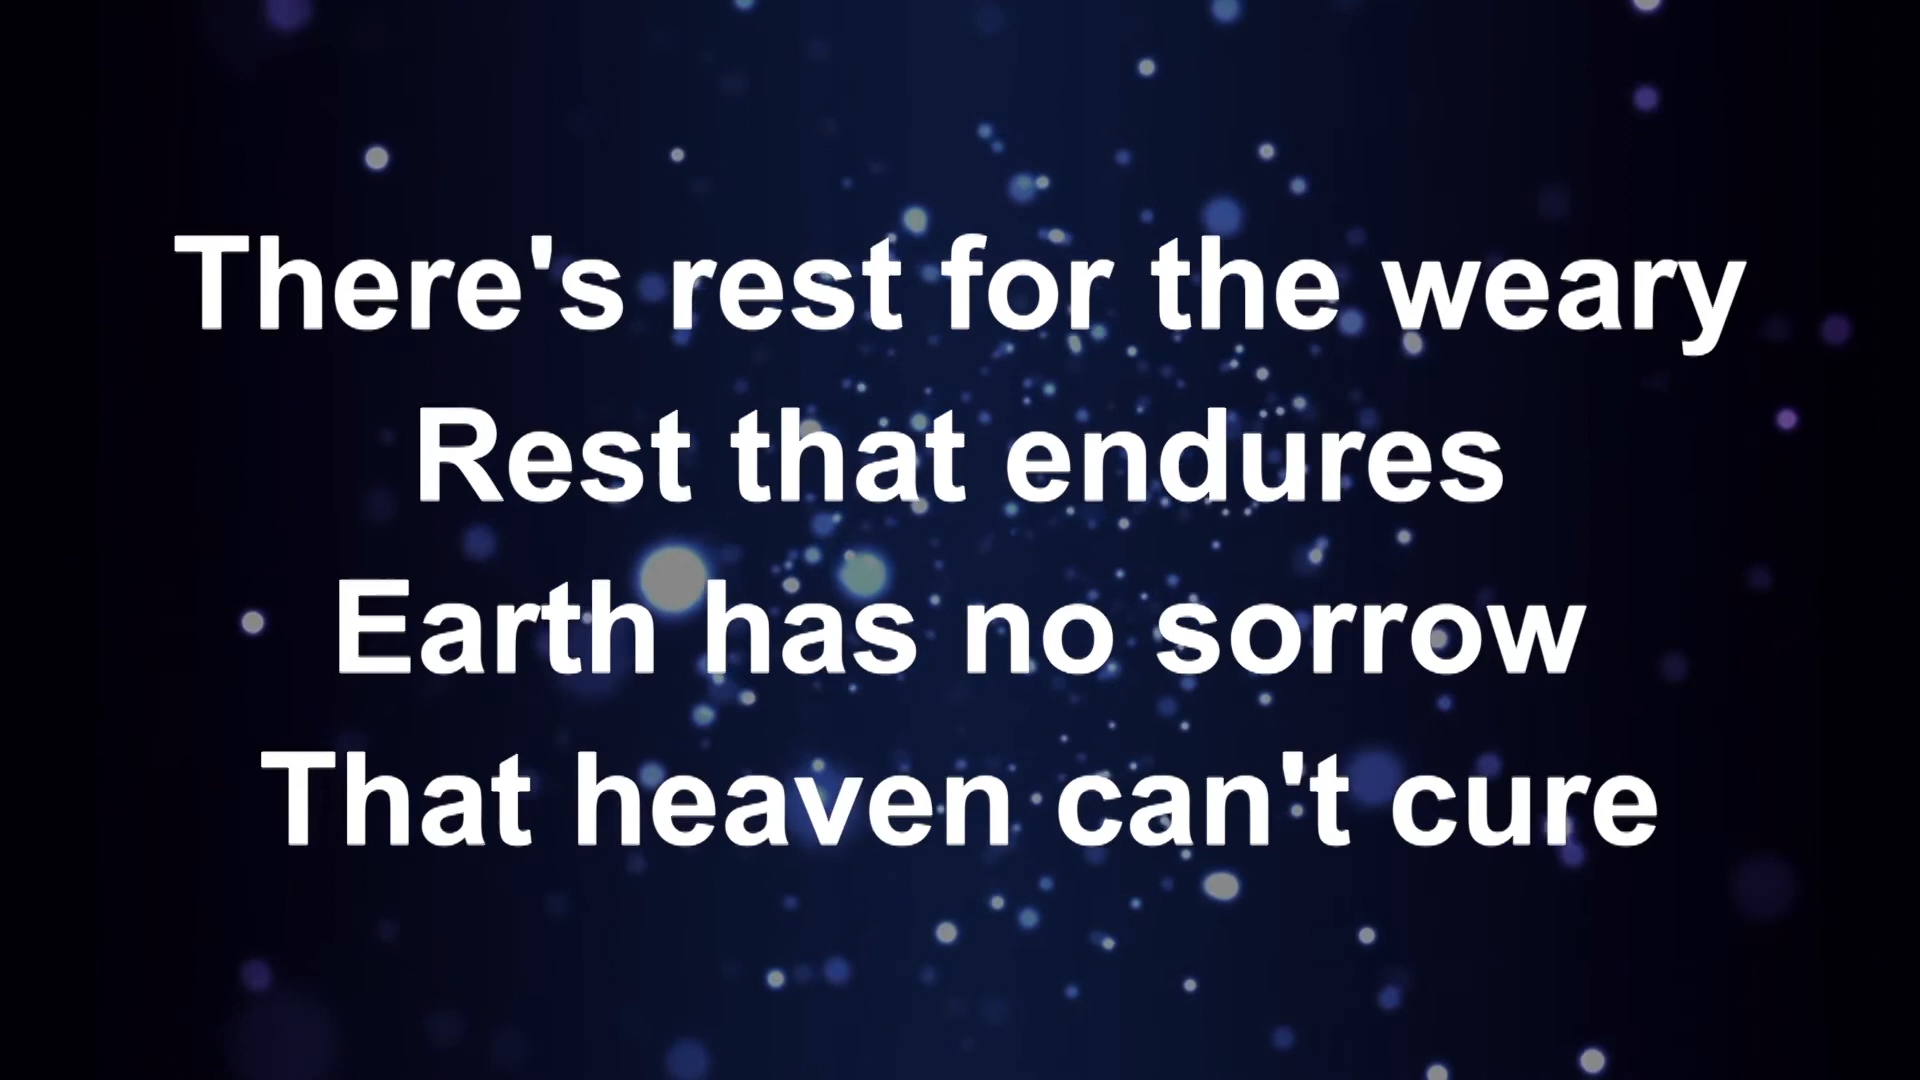 There's rest for the weary
Rest that endures
Earth has no sorrow
That heaven can't cure